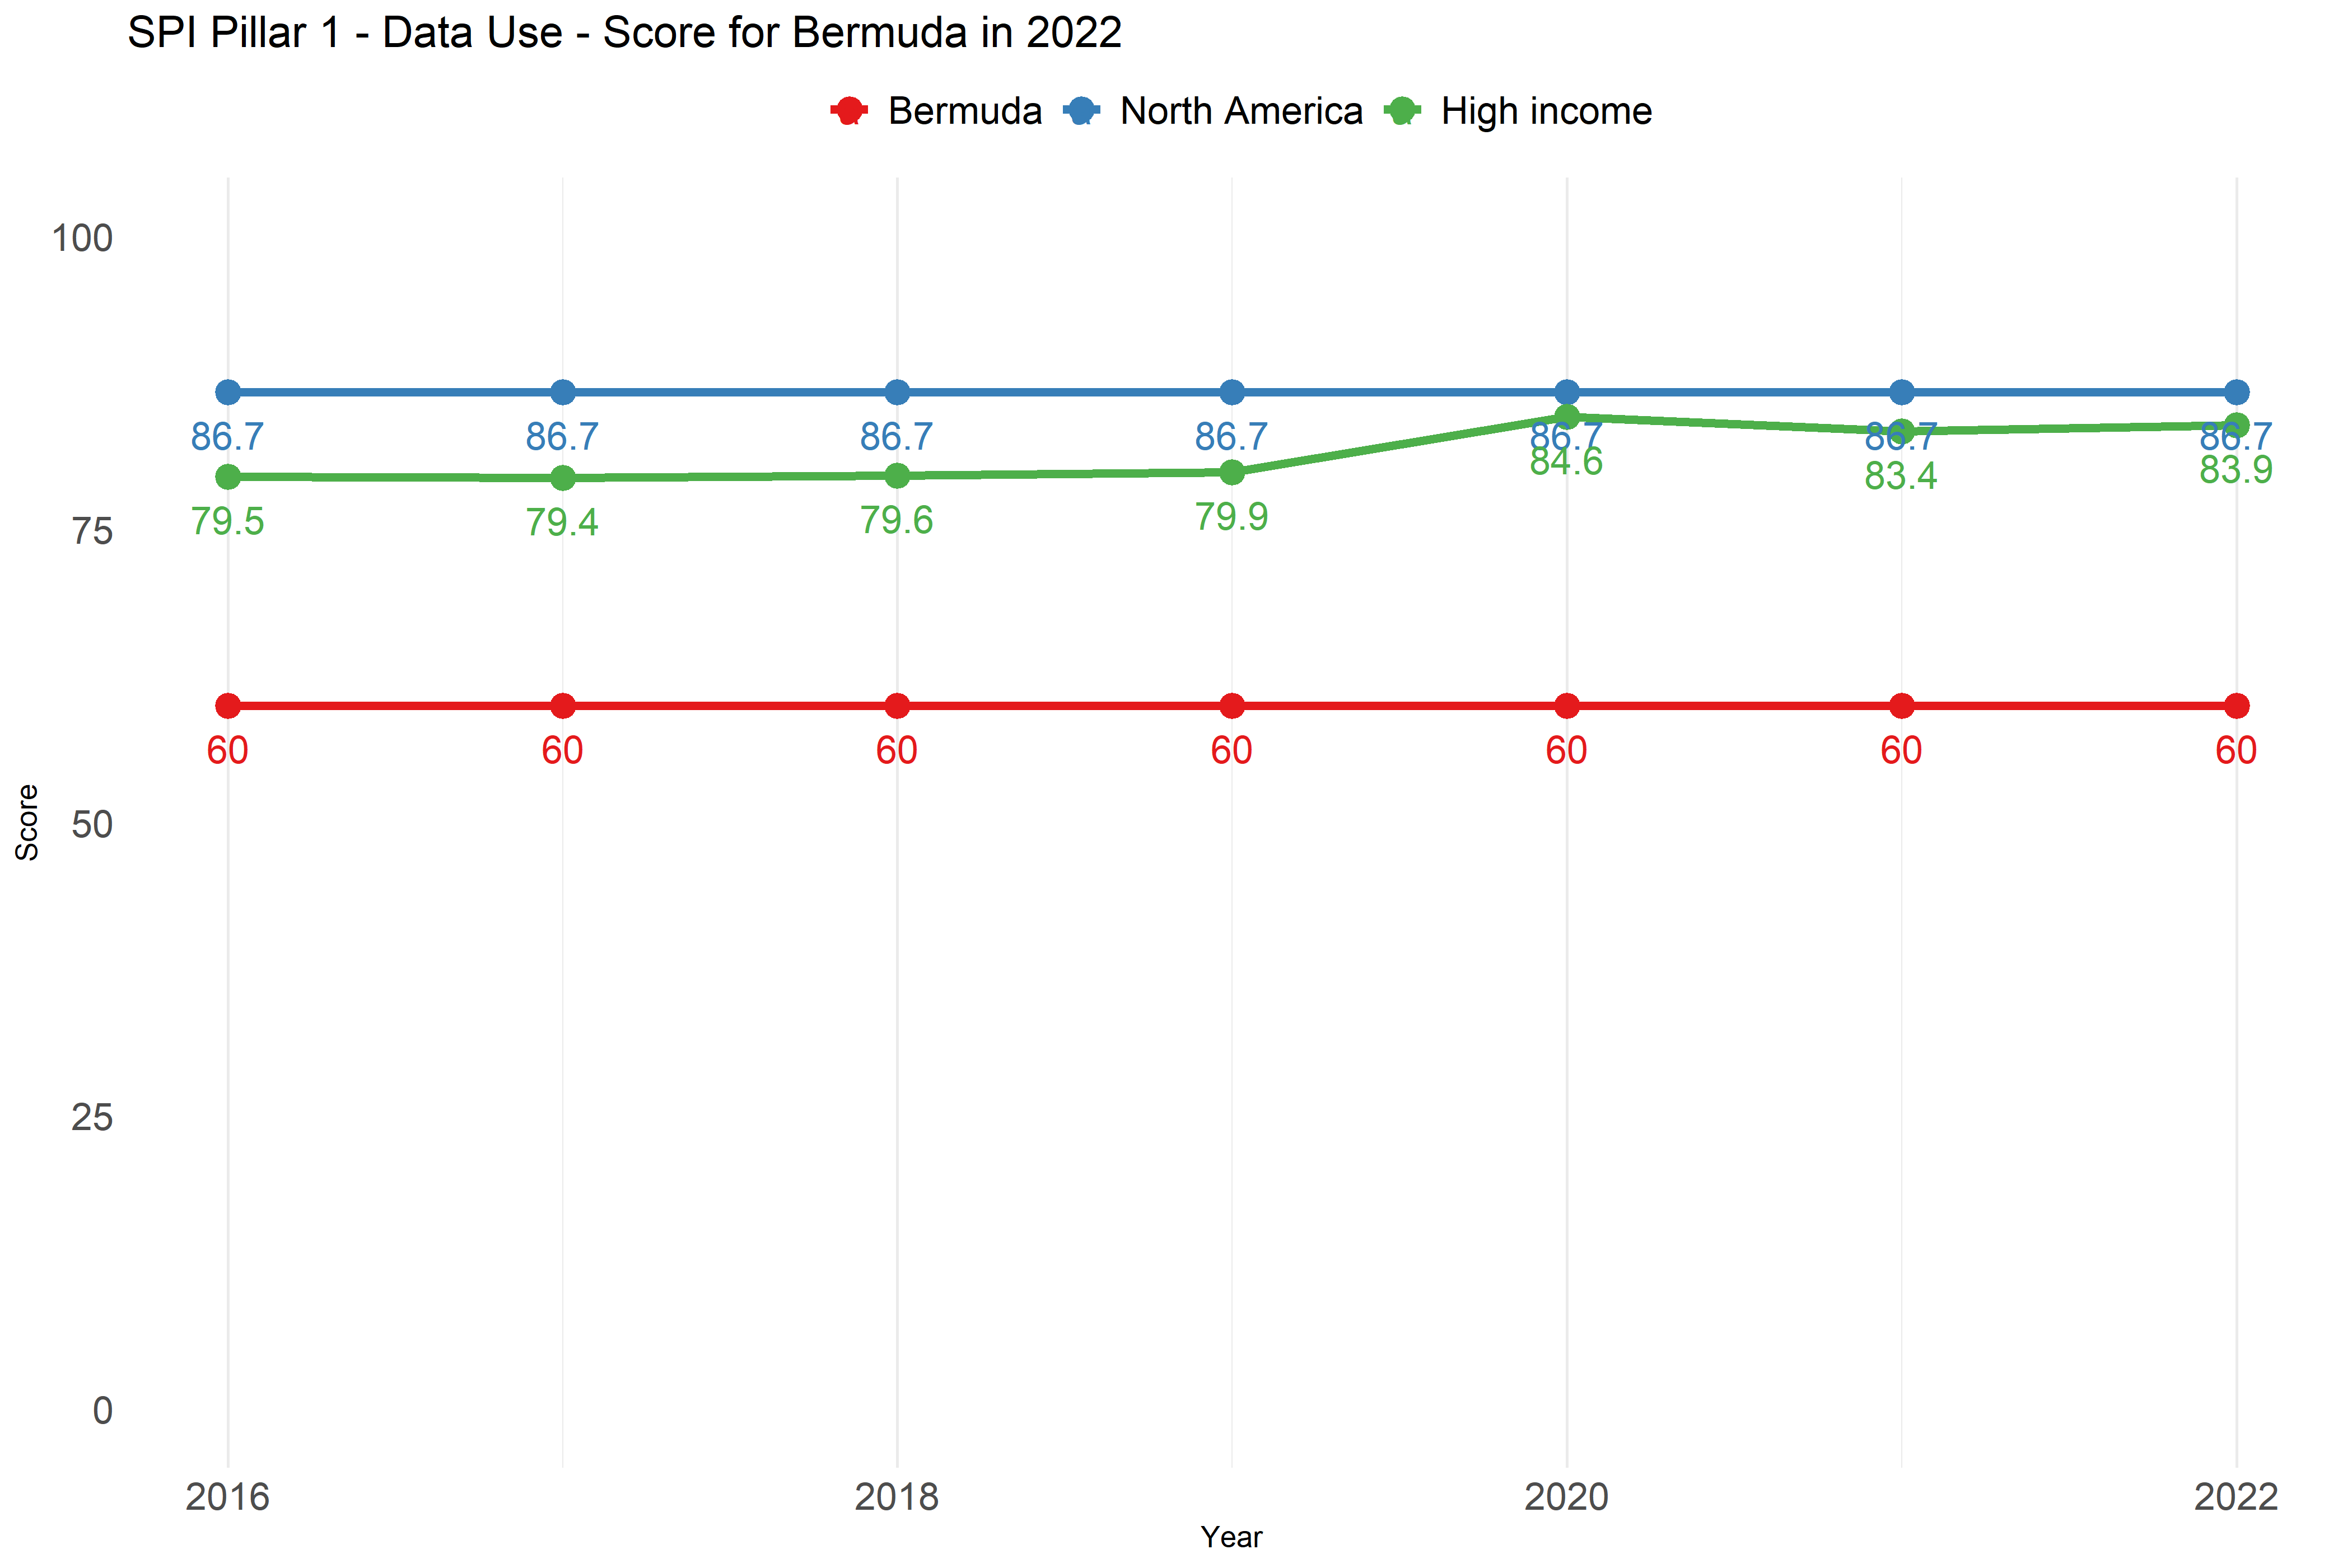 SPI Pillar 1 - Data Use - Score for Bermuda in 2022
Bermuda North America High income
100
75
50
25
0
Score
86.7 86.7 86.7 86.7 86.7 86.7 86.7
79.5 79.4 79.6 79.9 84.6 83.4 83.9
60 60 60 60 60 60 60
2016 2018 2020 2022
Year